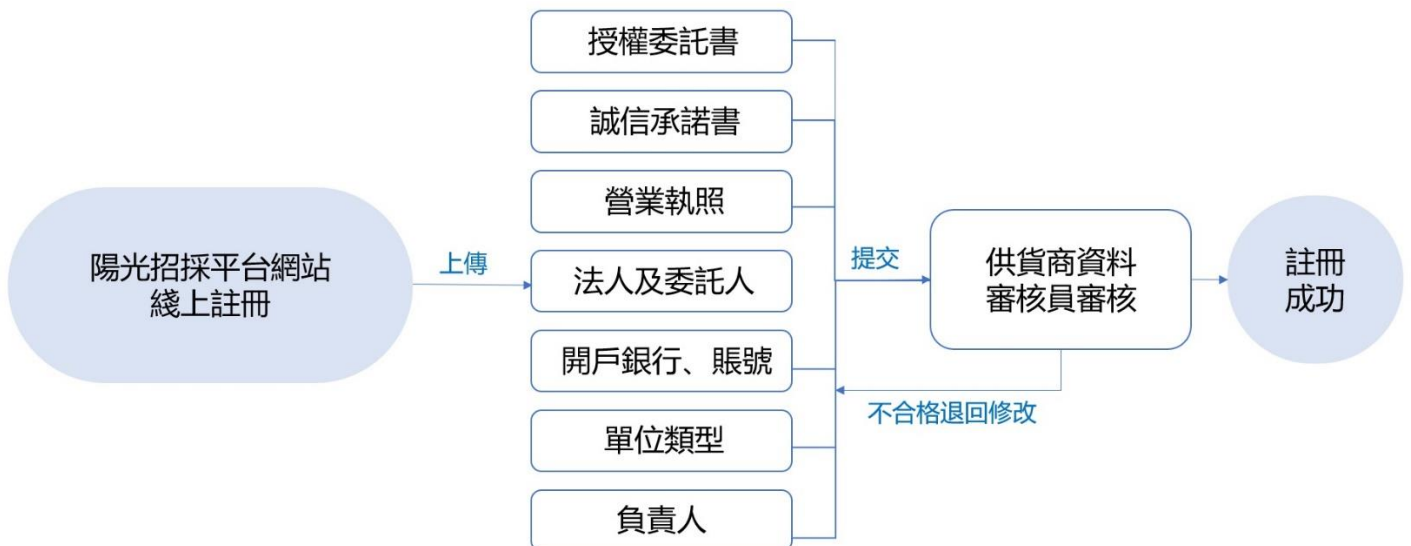 陽光招採平台網站
綫上註冊
上傳
授權委託書
誠信承諾書
營業執照
法人及委託人
開戶銀行、賬號
單位類型
負責人
提交
供貨商資料
審核員審核
不合格退回修改
註冊
成功